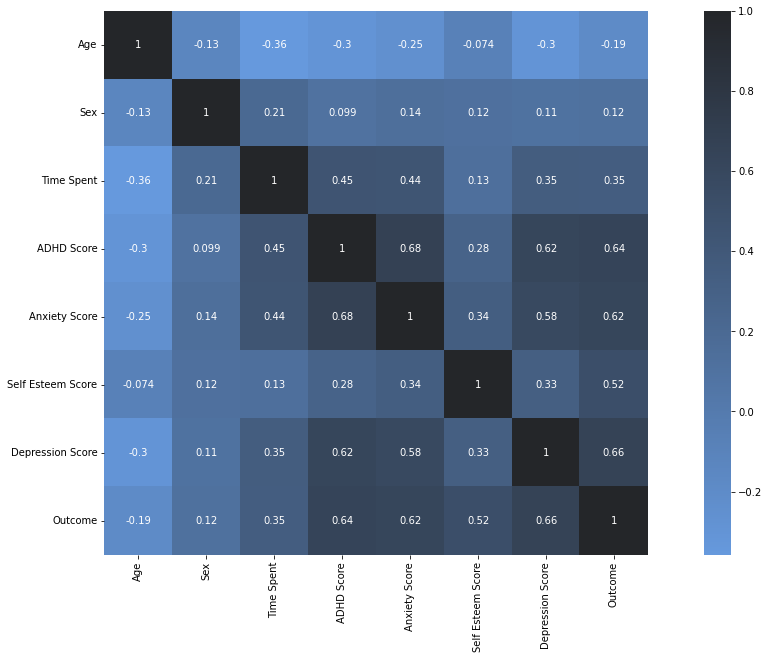 Age 1 -0.13 -0.36 -0.3 -0.25 -0.074 -0.3 -0.19
Sex -0.13 1 0.21 0.099 0.14 0.12 0.11 0.12
Time Spent -0.36 0.21 1 0.45 0.44 0.13 0.35 0.35
ADHD Score -0.3 0.099 0.45 1 0.68 0.28 0.62 0.64
Anxiety Score -0.25 0.14 0.44 0.68 1 0.34 0.58 0.62
Self Esteem Score -0.074 0.12 0.13 0.28 0.34 1 0.33 0.52
Depression Score -0.3 0.11 0.35 0.62 0.58 0.33 1 0.66
Outcome -0.19 0.12 0.35 0.64 0.62 0.52 0.66 1
Age
Sex
Time Spent
ADHD Score
Anxiety Score
Self Esteem Score
Depression Score
Outcome
1.0
0.8
0.6
0.4
0.2
0.0
−0.2